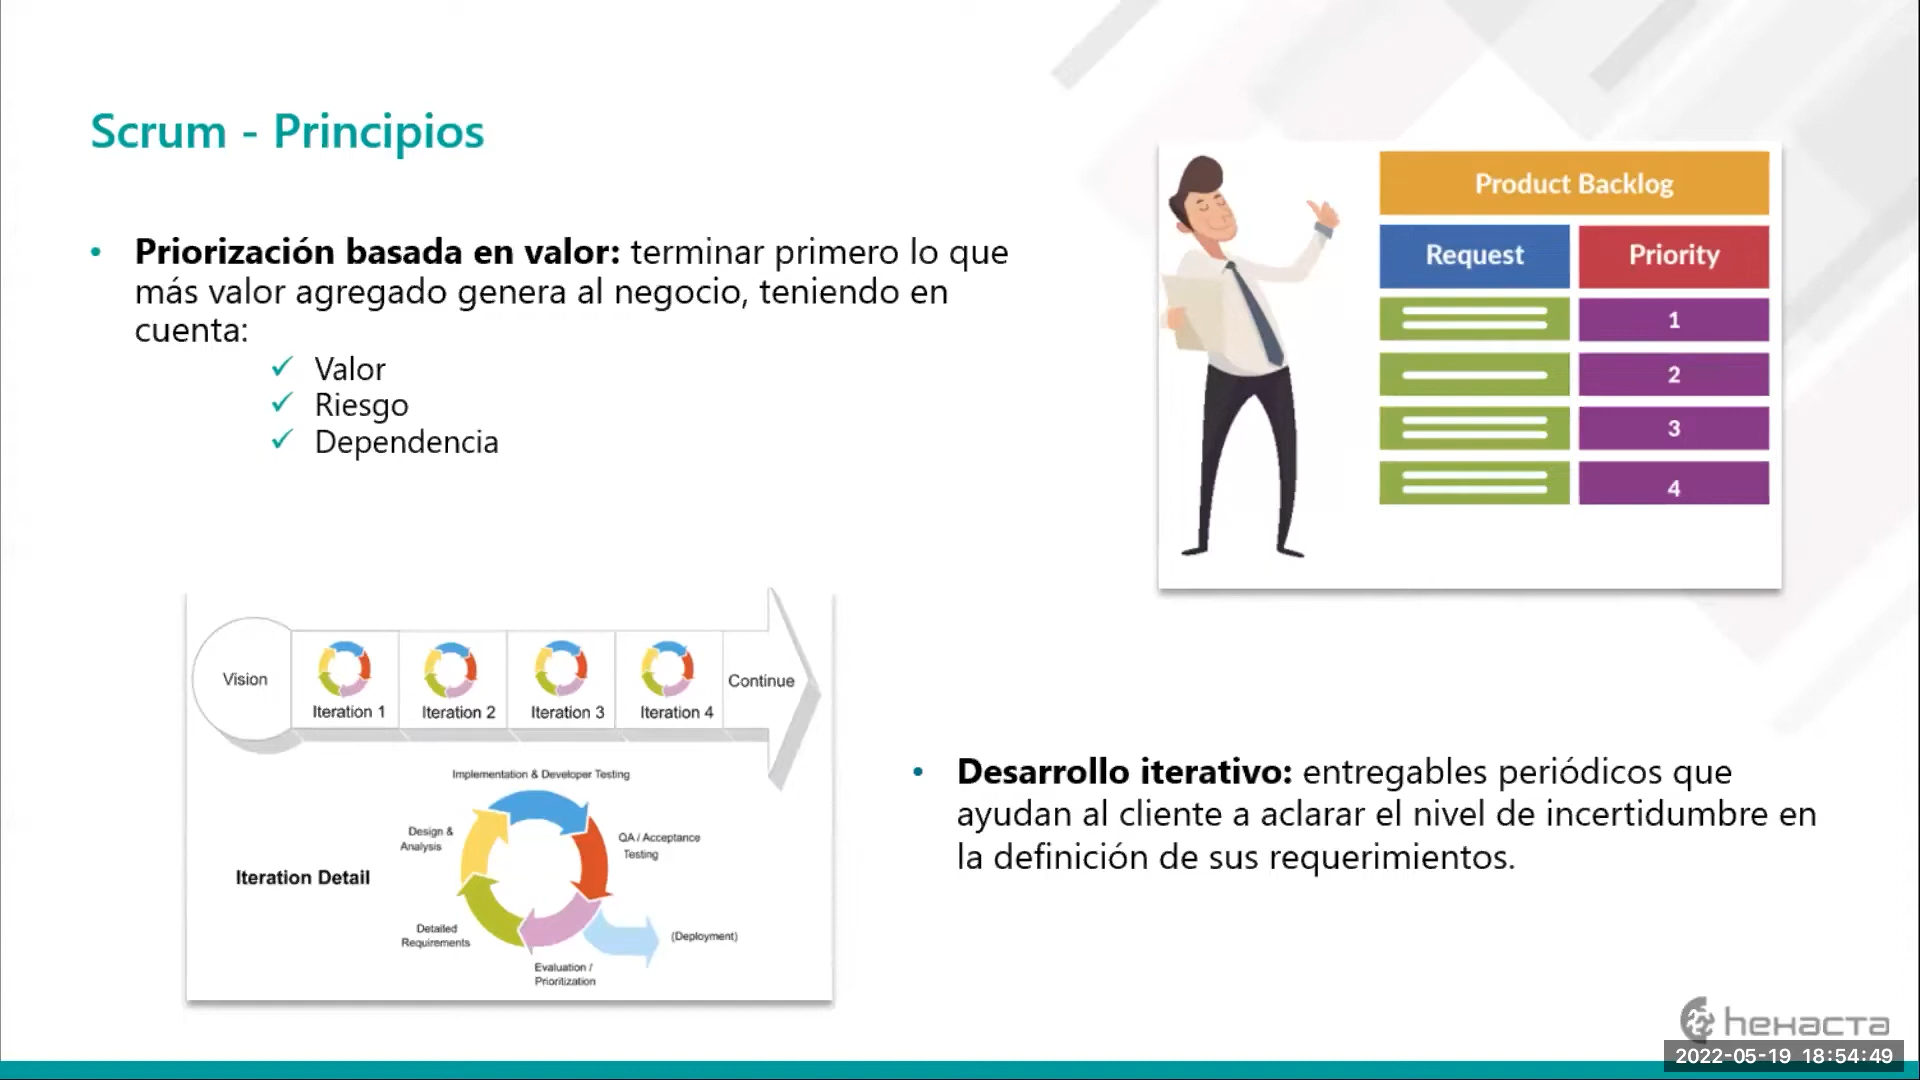 Scrum - Principios
• Priorización basada en valor: terminar primero lo que
más valor agregado genera al negocio, teniendo en
cuenta:
✓ Valor
✓ Riesgo
✓ Dependencia
Product Backlog
Request Priority
1
2
3
4
Vision
Iteration 1 Iteration 2 Iteration 3 Iteration 4
Continue
Implementation & Developer Testing
Design &
Analysis
QA / Acceptance
Testing
Iteration Detail
Detailed
Requirements
(Deployment)
Evaluation /
Prioritization
• Desarrollo iterativo: entregables periódicos que
ayudan al cliente a aclarar el nivel de incertidumbre en
la definición de sus requerimientos.
hexacta
2022-05-19 18:54:49